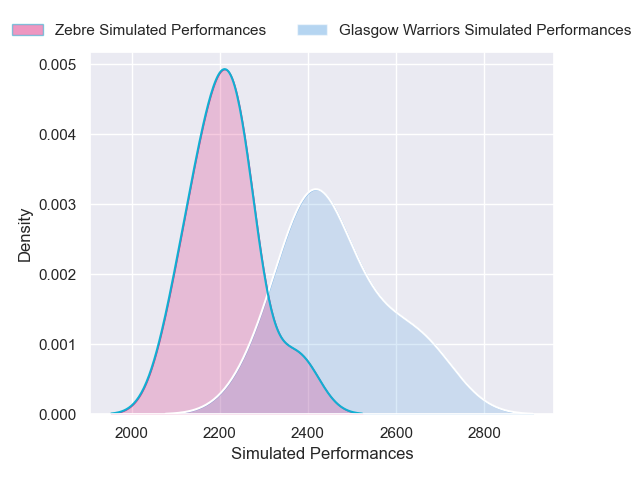 Zebre Simulated Performances Glasgow Warriors Simulated Performances
0.005
0.004
0.003
0.002
0.001
0.000
Density
2000 2200 2400 2600 2800
Simulated Performances